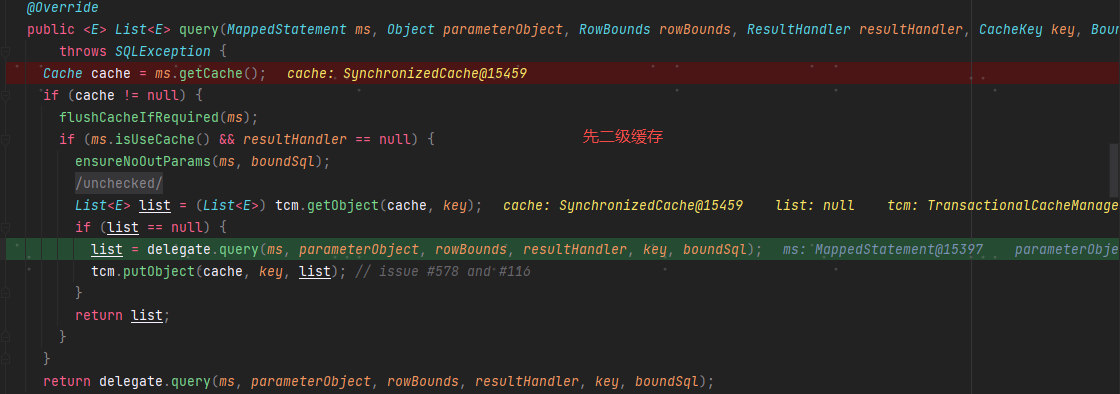 @Override
public <E> List<E> query(MappedStatement ms, Object parameterObject, RowBounds rowBounds, ResultHandler resultHandler, CacheKey key, Boun
throws SQLException {
Cache cache = ms.getCache();   cache: SynchronizedCache@15459
if (cache != null) {
flushCacheIfRequired(ms);
if (ms.isUseCache() && resultHandler == null) {   先二级缓存
ensureNoOutParams(ms, boundSql);
/unchecked/
List<E> list = (List<E>) tcm.getObject(cache, key);   cache: SynchronizedCache@15459   list: null   tcm: TransactionalCacheManage
if (list == null) {
list = delegate.query(ms, parameterObject, rowBounds, resultHandler, key, boundSql);   ms: MappedStatement@15397   parameterObje
tcm.putObject(cache, key, list); // issue #578 and #116
}
return list;
}
}
return delegate.query(ms, parameterObject, rowBounds, resultHandler, key, boundSql);